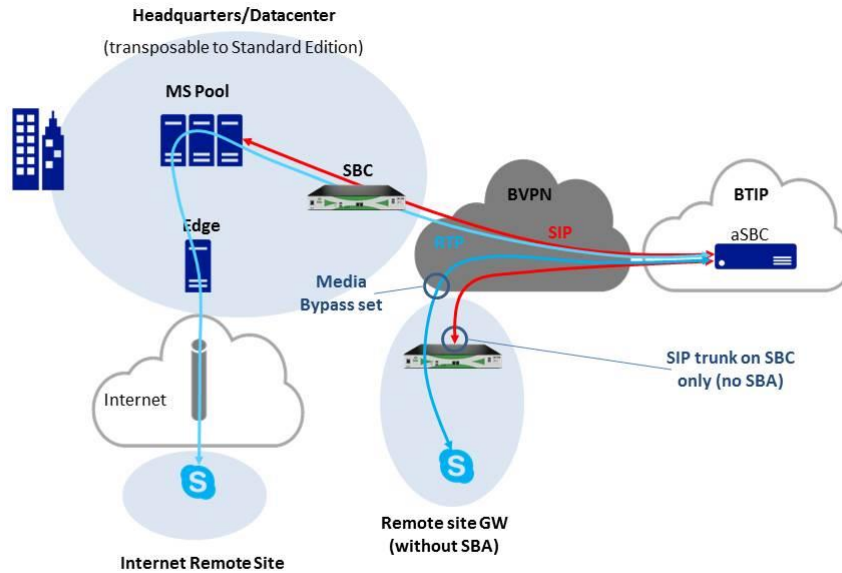 Headquarters/Datacenter
(transposable to Standard Edition)
MS Pool
SBC
BVPN
BTIP
aSBC
SIP
RTP
Edge
Media
Bypass set
SIP trunk on SBC
only (no SBA)
Internet
S
S
Remote site GW
(without SBA)
Internet Remote Site